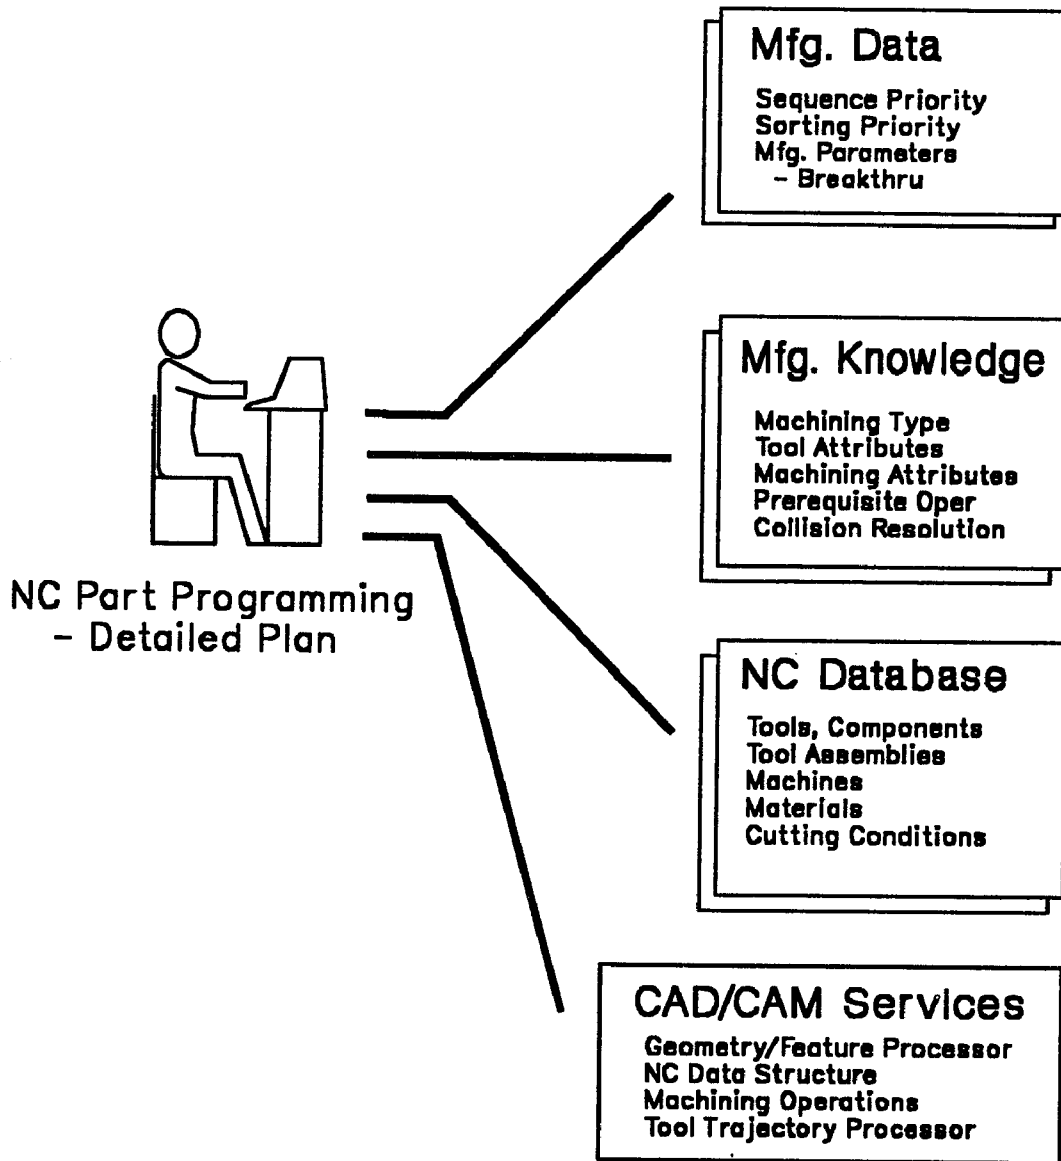 Mfg. Data
Sequence Priority
Sorting Priority
Mfg. Parameters
- Breakthru
Mfg. Knowledge
Machining Type
Tool Attributes
Machining Attributes
Prerequisite Oper
Collision Resolution
NC Part Programming
- Detailed Plan
NC Database
Tools, Components
Tool Assemblies
Machines
Materials
Cutting Conditions
CAD/CAM Services
Geometry/Feature Processor
NC Data Structure
Machining Operations
Tool Trajectory Processor